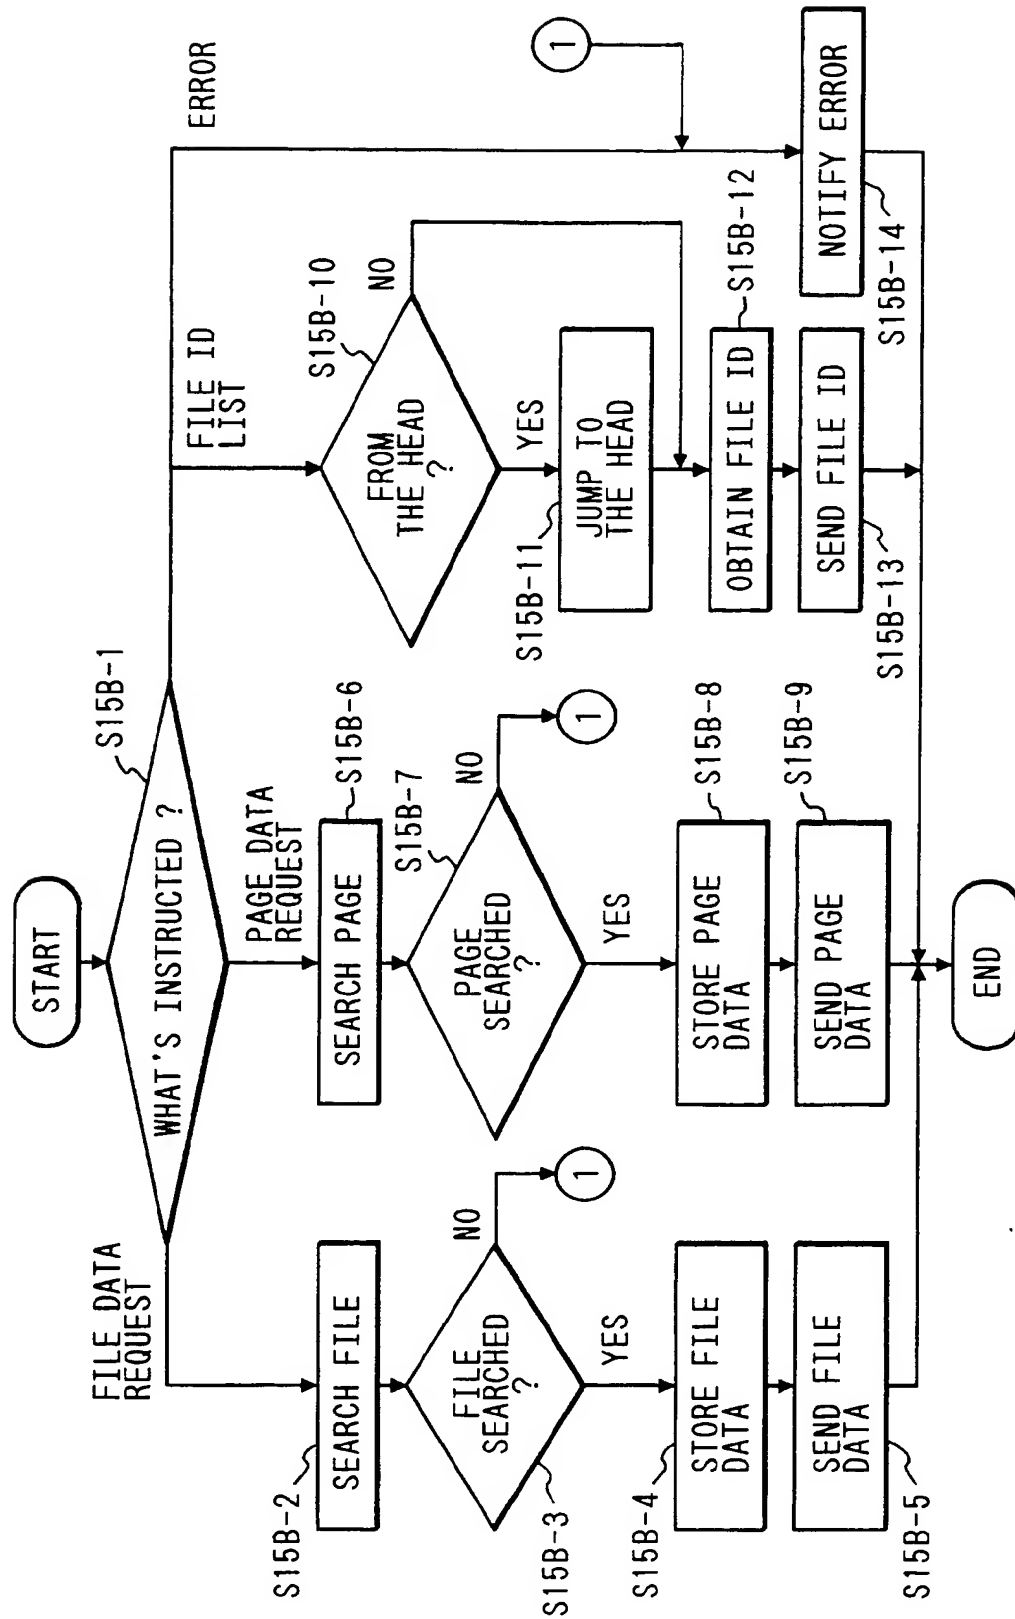 START
WHAT'S INSTRUCTED ?
S15B-1
FILE DATA
REQUEST
PAGE DATA
REQUEST
FILE ID
LIST
ERROR
S15B-2
SEARCH FILE
FILE
SEARCHED
?
S15B-3
NO
1
YES
S15B-4
STORE FILE
DATA
SEND FILE
DATA
S15B-5
SEARCH PAGE
S15B-6
PAGE
SEARCHED
?
S15B-7
NO
1
YES
STORE PAGE
DATA
S15B-8
SEND PAGE
DATA
S15B-9
FROM
THE HEAD
?
S15B-10
NO
YES
S15B-11
JUMP TO
THE HEAD
OBTAIN FILE ID
S15B-12
SEND FILE ID
S15B-13
1
NOTIFY ERROR
S15B-14
END